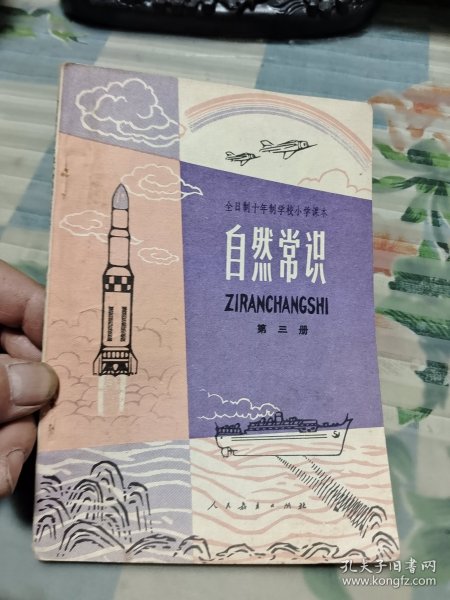 全日制十年制学校小学课本
自然常识
ZIRANCHANGSHI
第三册
人民教育出版社
孔夫子旧书网
www.kongfz.com